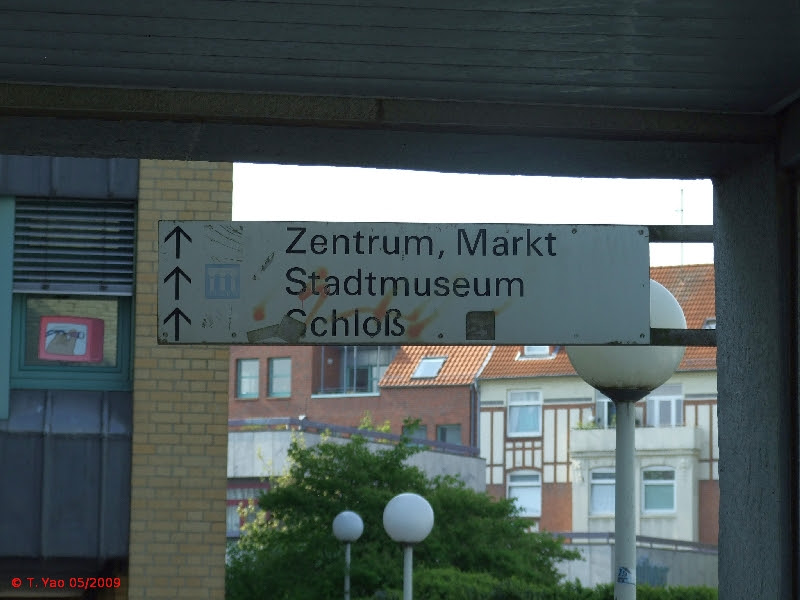 Zentrum, Markt
Stadtmuseum
Schloß
© T. Yao 05/2009